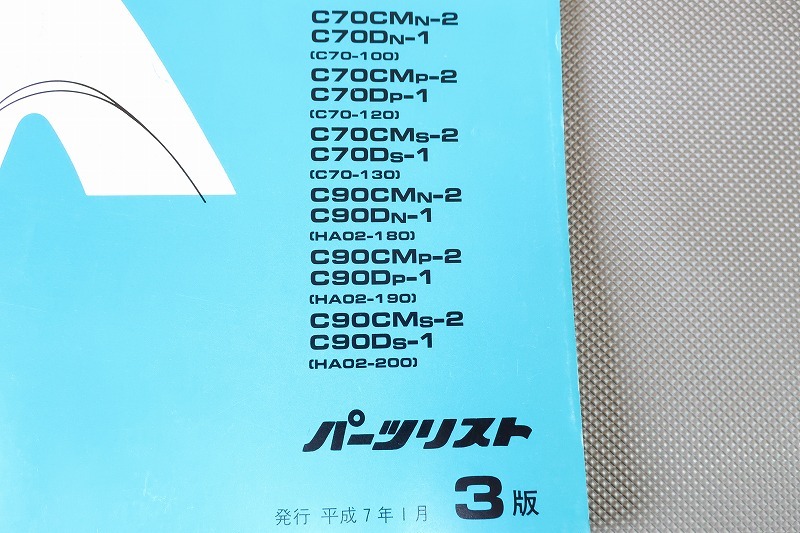 C70CMN-2
C70DN-1
(C70-100)
C70CMP-2
C70DP-1
(C70-120)
C70CMS-2
C70DS-1
(C70-130)
C90CMN-2
C90DN-1
(HA02-180)
C90CMP-2
C90DP-1
(HA02-190)
C90CMS-2
C90DS-1
(HA02-200)
パーツリスト
発行 平成7年1月 3版